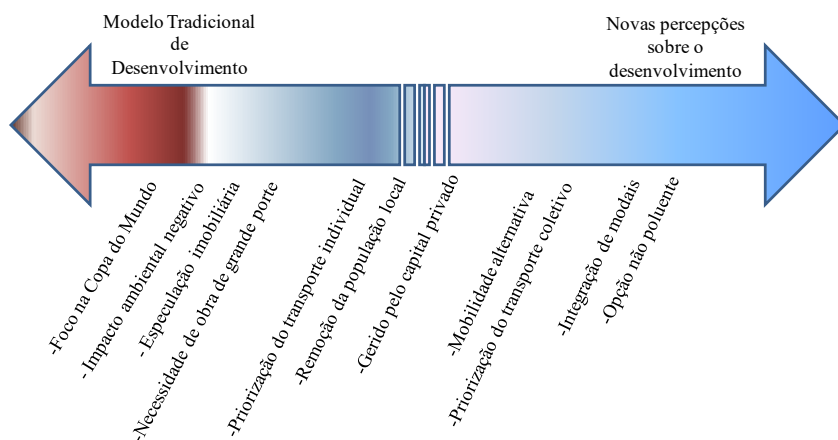 Modelo Tradicional
de
Desenvolvimento
Novas percepções
sobre o
desenvolvimento
-Foco na Copa do Mundo
-Impacto ambiental negativo
-Especulação imobiliária
-Necessidade de obra de grande porte
-Priorização do transporte individual
-Remoção da população local
-Gerido pelo capital privado
-Mobilidade alternativa
-Priorização do transporte coletivo
-Integração de modais
-Opção não poluente